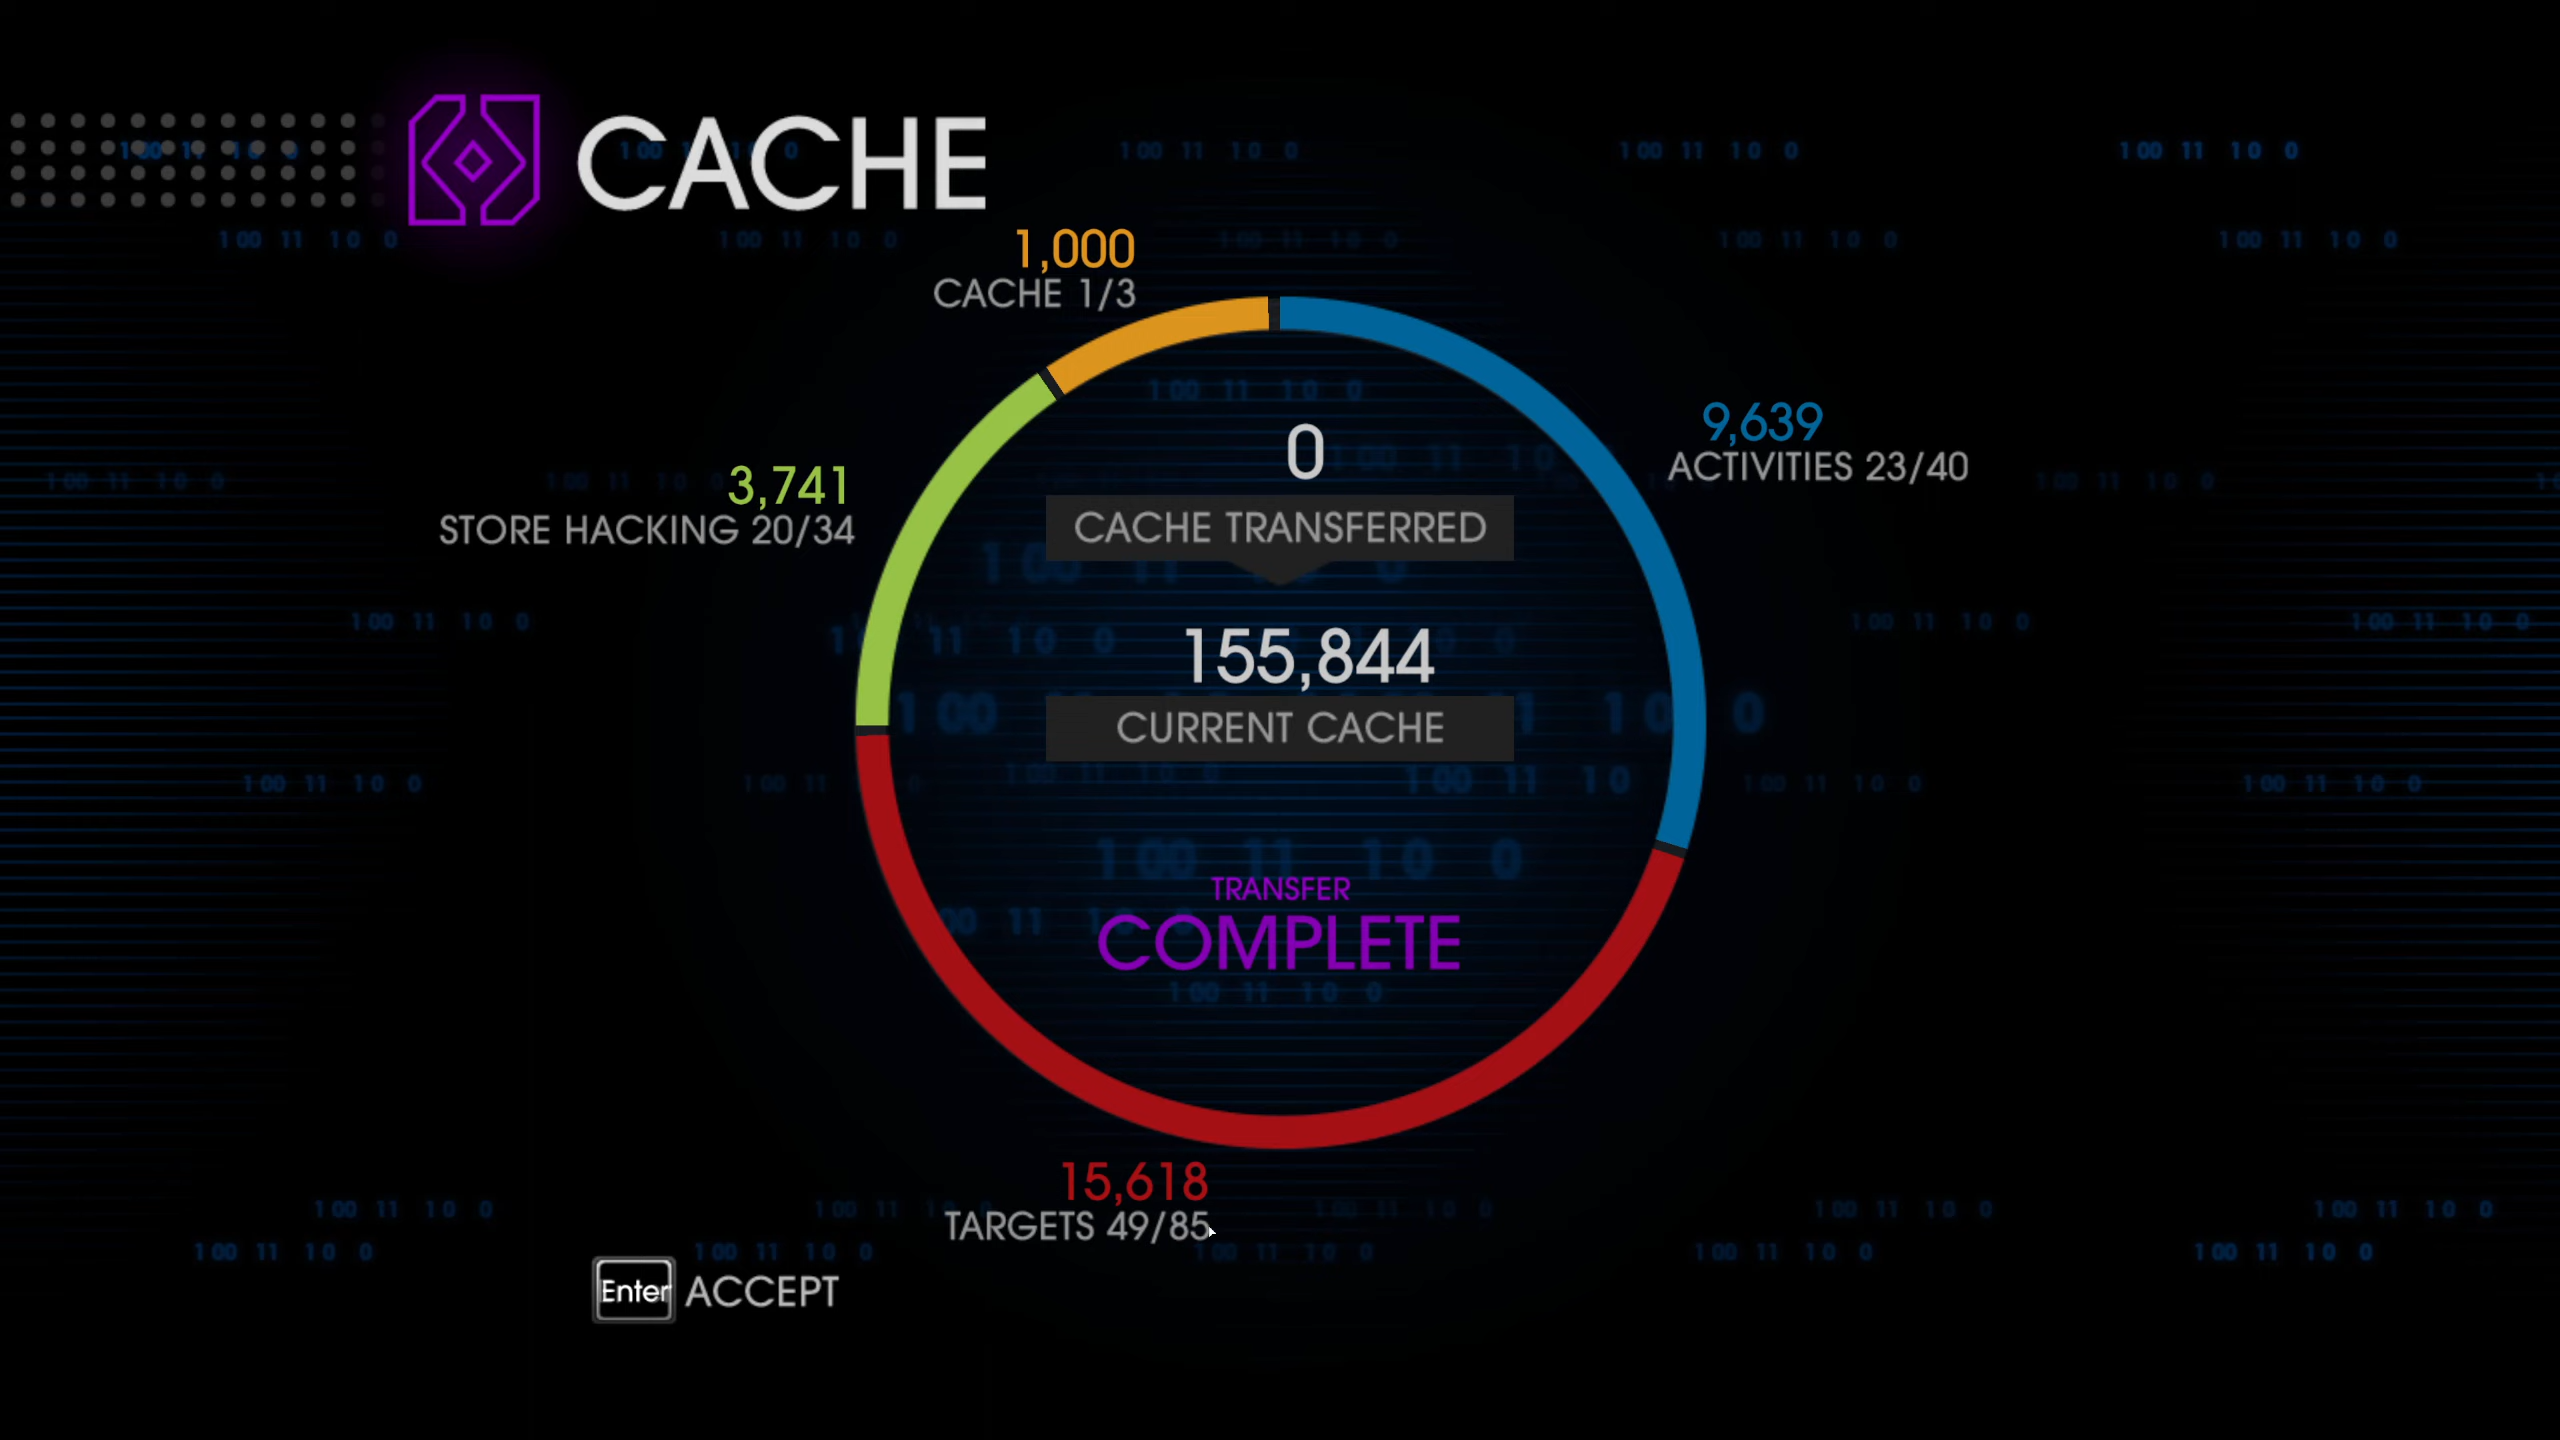 CACHE
1,000
CACHE 1/3
9,639
ACTIVITIES 23/40
0
CACHE TRANSFERRED
3,741
STORE HACKING 20/34
155,844
CURRENT CACHE
TRANSFER
COMPLETE
15,618
TARGETS 49/85
Enter ACCEPT